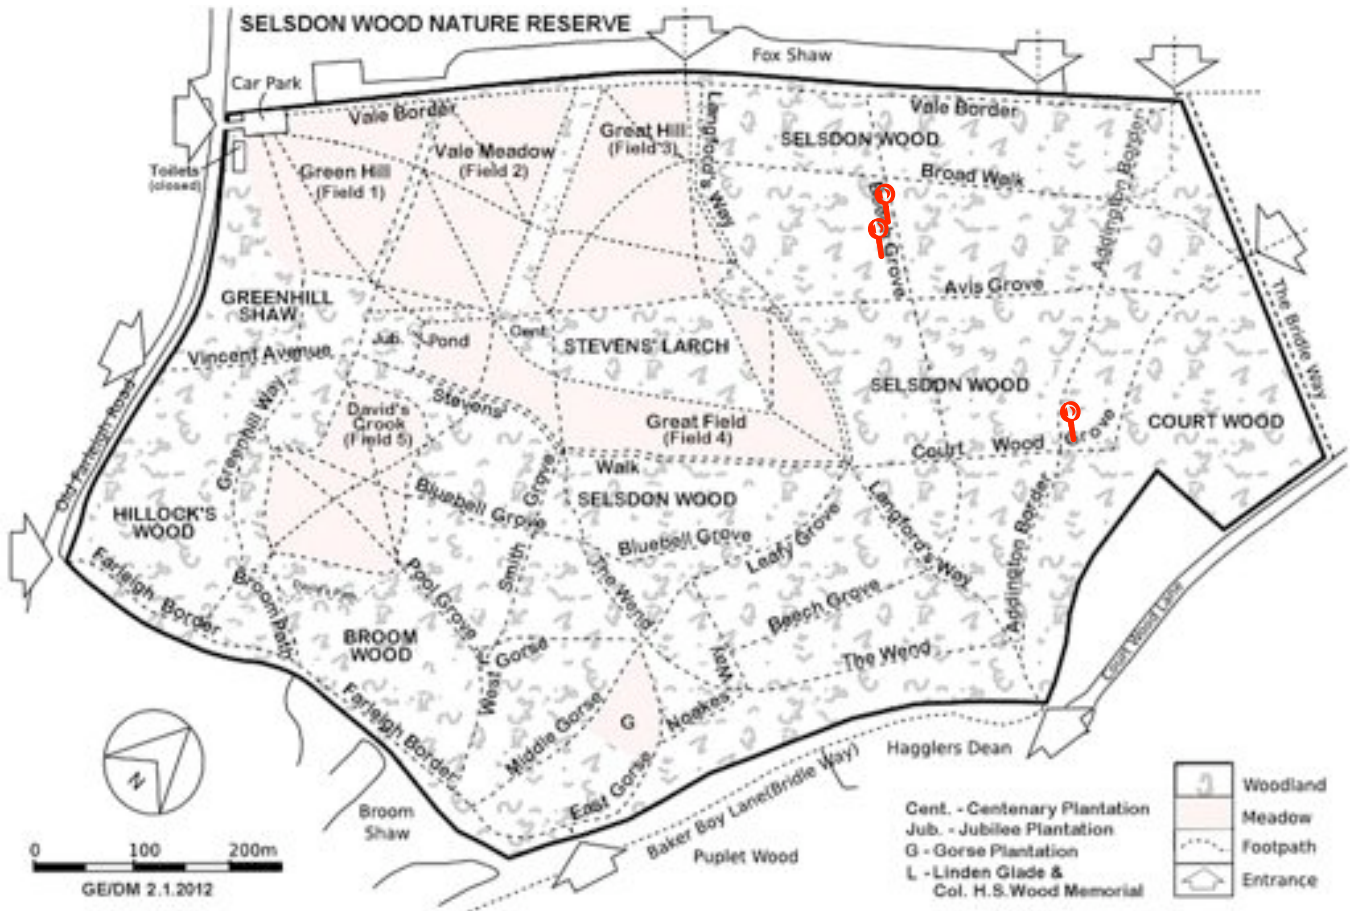 SELSDON WOOD NATURE RESERVE
Fox Shaw
Car Park
Vale Border
Vale Border
Toilets
(closed)
Green Hill
(Field 1)
Vale Meadow
(Field 2)
Great Hill
(Field 3)
Langford's Way
SELSDON WOOD
Broad Walk
Addington Border
Grove
Avis Grove
The Bridle Way
GREENHILL
SHAW
Vincent Avenue
Jub.
Pond
Cent.
STEVENS' LARCH
SELSDON WOOD
COURT WOOD
Old Farleigh Road
Greenhill Way
David's
Crook
(Field 5)
Stevens'
Great Field
(Field 4)
Walk
Court Wood Grove
HILLOCK'S
WOOD
Bluebell Grove
Smith Grove
SELSDON WOOD
Bluebell Grove
Leafy Grove
Langford's Way
Addington Border
Farleigh Border
Broom Path
Pool Grove
The Wend
Beech Grove
BROOM
WOOD
West Gorse
The Wend
Noakes Way
Court Wood Lane
Farleigh Border
Middle Gorse
G
East Gorse
Hagglers Dean
Baker Boy Lane(Bridle Way)
Broom
Shaw
Puplet Wood
N
0 100 200m
GE/DM 2.1.2012
Cent. - Centenary Plantation
Jub. - Jubilee Plantation
G - Gorse Plantation
L - Linden Glade &
Col. H.S.Wood Memorial
Woodland
Meadow
Footpath
Entrance